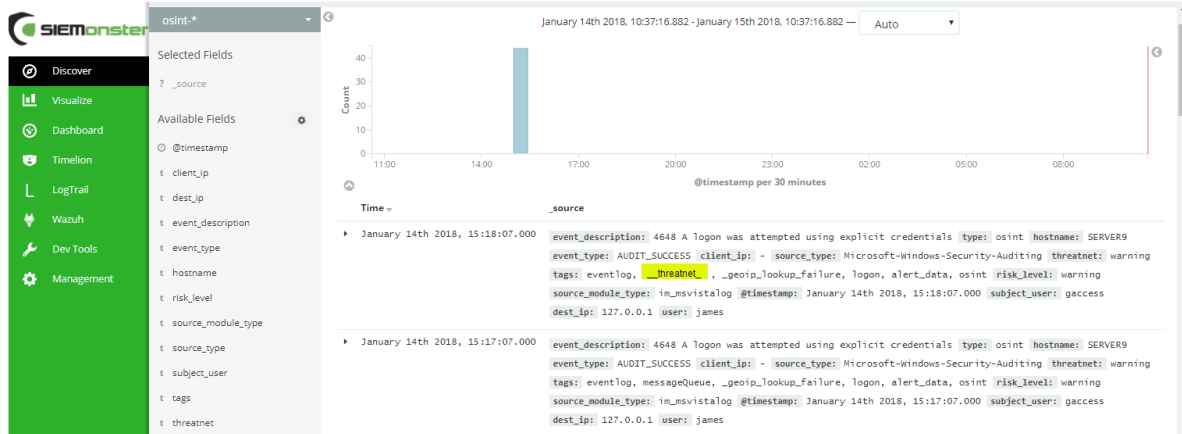 SIEMonster
Discover
Visualize
Dashboard
Timelion
LogTrail
Wazuh
Dev Tools
Management
osint-*
Selected Fields
? _source
Available Fields
@timestamp
t client_ip
t dest_ip
t event_description
t event_type
t hostname
t risk_level
t source_module_type
t source_type
t subject_user
t tags
t threatnet
January 14th 2018, 10:37:16.882 - January 15th 2018, 10:37:16.882 — Auto
Count
40
30
20
10
0
11:00 14:00 17:00 20:00 23:00 02:00 05:00 08:00
@timestamp per 30 minutes
Time _source
January 14th 2018, 15:18:07.000 event_description: 4648 A logon was attempted using explicit credentials type: osint hostname: SERVER9
event_type: AUDIT_SUCCESS client_ip: - source_type: Microsoft-Windows-Security-Auditing threatnet: warning
tags: eventlog, __threatnet_ , _geoip_lookup_failure, logon, alert_data, osint risk_level: warning
source_module_type: im_msvistalog @timestamp: January 14th 2018, 15:18:07.000 subject_user: gaccess
dest_ip: 127.0.0.1 user: james
January 14th 2018, 15:17:07.000 event_description: 4648 A logon was attempted using explicit credentials type: osint hostname: SERVER9
event_type: AUDIT_SUCCESS client_ip: - source_type: Microsoft-Windows-Security-Auditing threatnet: warning
tags: eventlog, messageQueue, _geoip_lookup_failure, logon, alert_data, osint risk_level: warning
source_module_type: im_msvistalog @timestamp: January 14th 2018, 15:17:07.000 subject_user: gaccess
dest_ip: 127.0.0.1 user: james